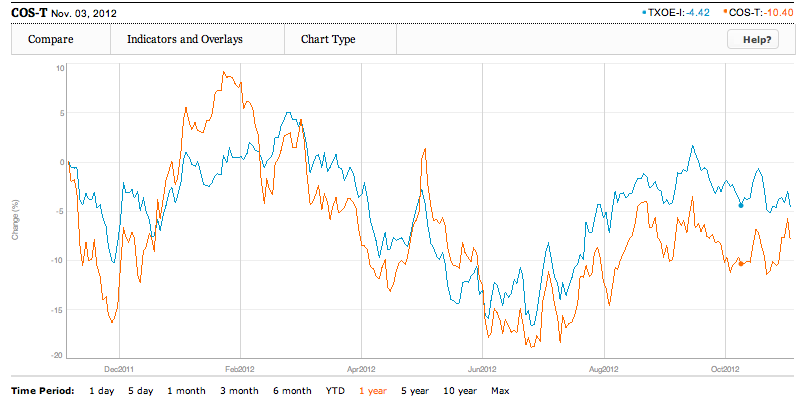 COS-T Nov. 03, 2012 TXOE-I:-4.42 COS-T:-10.40
Compare Indicators and Overlays Chart Type Help?
10
5
0
-5
-10
-15
-20
Change (%)
Dec2011 Feb2012 Apr2012 Jun2012 Aug2012 Oct2012
Time Period: 1 day 5 day 1 month 3 month 6 month YTD 1 year 5 year 10 year Max